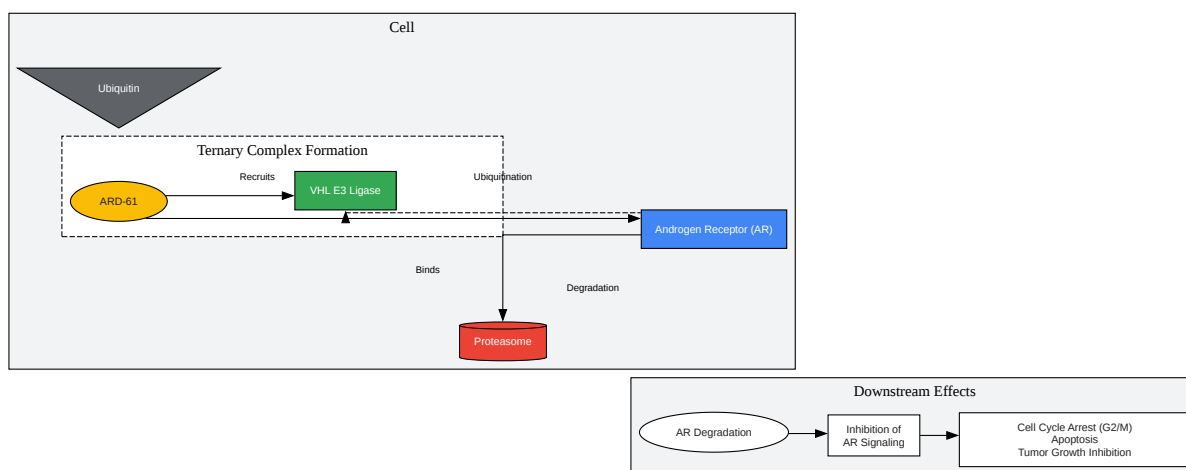 Cell
Ubiquitin
Ternary Complex Formation
Recruits
Ubiquitination
VHL E3 Ligase
ARD-61
Androgen Receptor (AR)
Binds
Degradation
Proteasome
Downstream Effects
AR Degradation
Inhibition of
AR Signaling
Cell Cycle Arrest (G2/M)
Apoptosis
Tumor Growth Inhibition